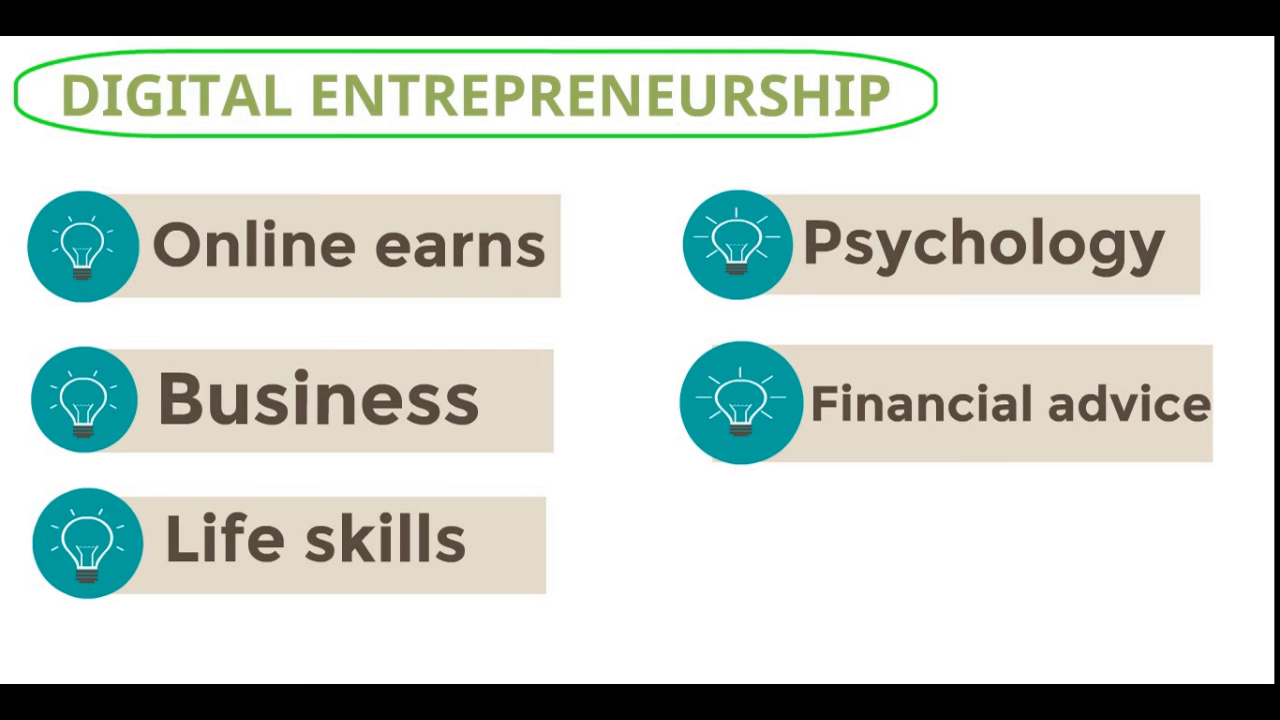 DIGITAL ENTREPRENEURSHIP
Online earns
Business
Life skills
Psychology
Financial advice